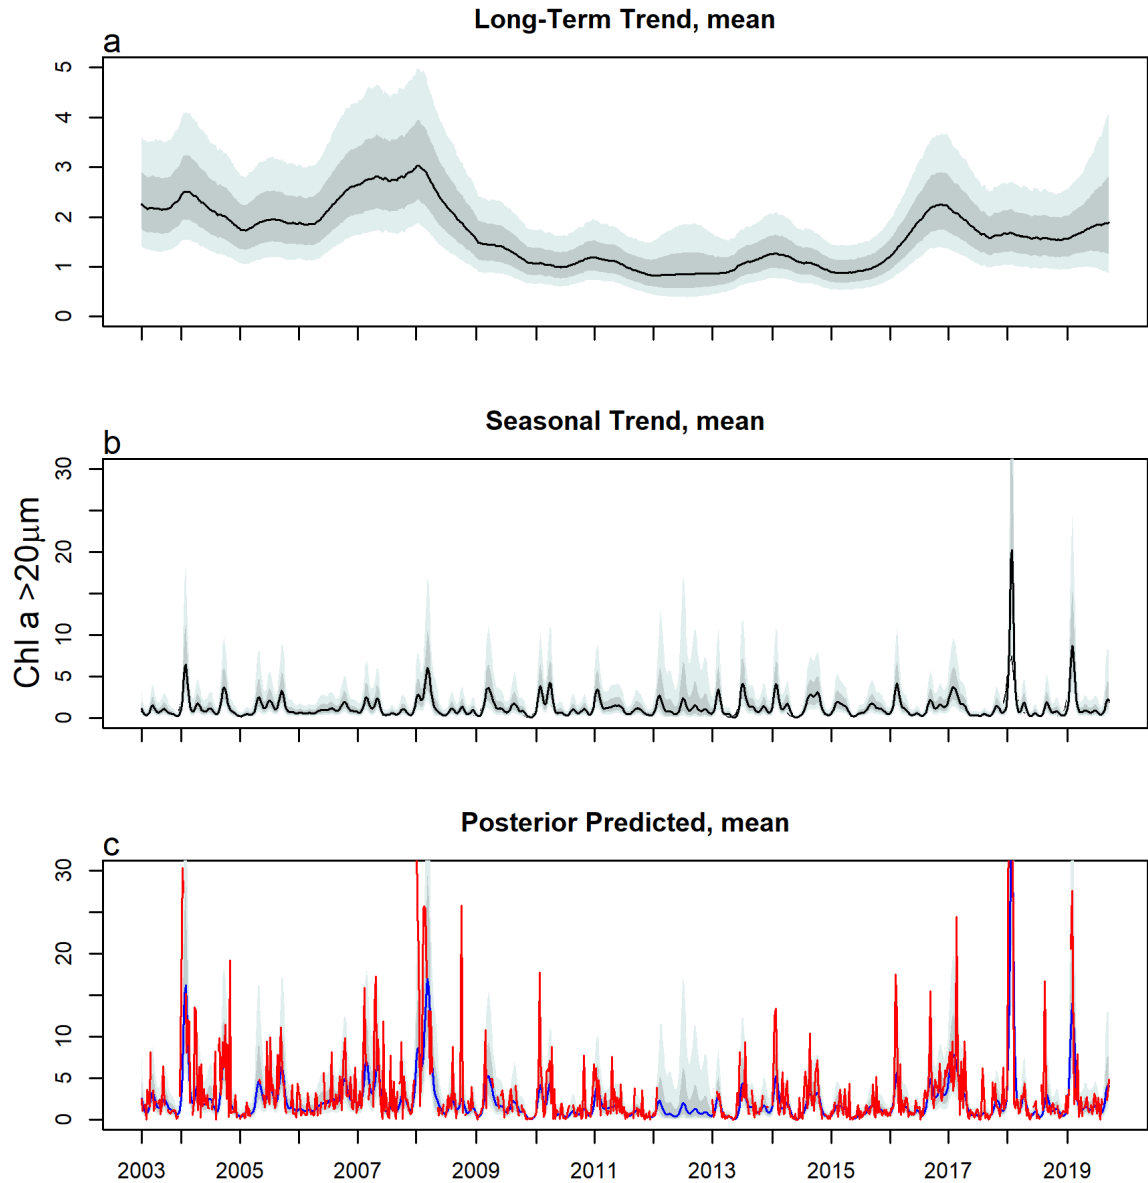 Long-Term Trend, mean
a
5
4
3
2
1
0
Seasonal Trend, mean
b
30
20
10
5
0
Chl a >20μm
Posterior Predicted, mean
c
30
20
10
5
0
2003 2005 2007 2009 2011 2013 2015 2017 2019